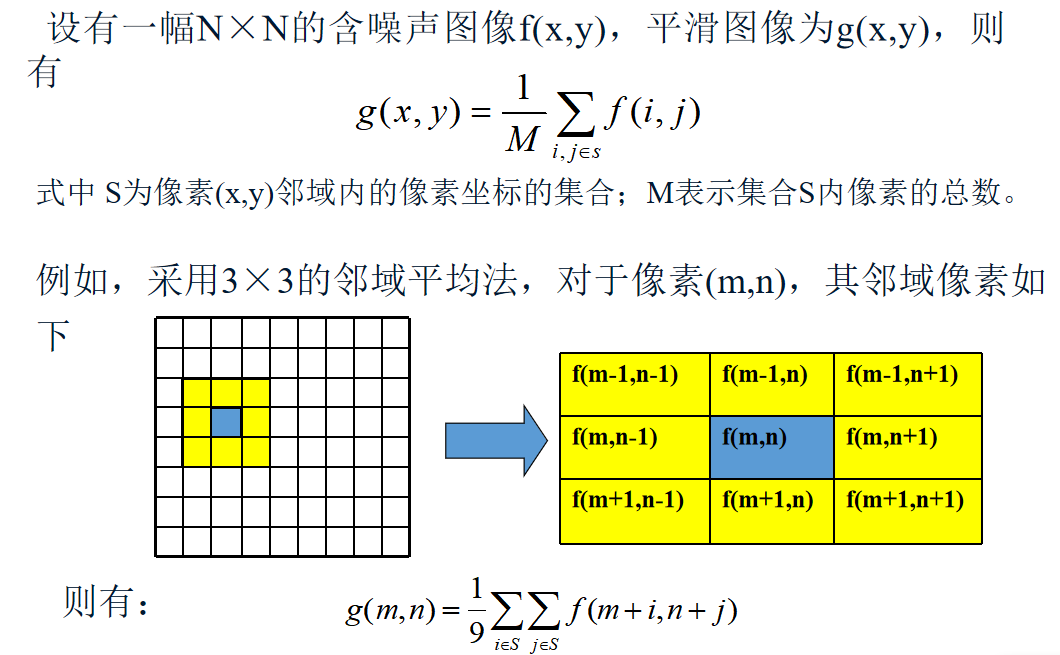 设有一幅N×N的含噪声图像f(x,y)，平滑图像为g(x,y)，则
有
g(x, y) = \frac{1}{M} \sum_{i,j∈s} f(i, j)
式中 S为像素(x,y)邻域内的像素坐标的集合；M表示集合S内像素的总数。
例如，采用3×3的邻域平均法，对于像素(m,n)，其邻域像素如
下
f(m-1,n-1) f(m-1,n) f(m-1,n+1)
f(m,n-1) f(m,n) f(m,n+1)
f(m+1,n-1) f(m+1,n) f(m+1,n+1)
则有：
g(m,n) = \frac{1}{9} \sum_{i∈S} \sum_{j∈S} f(m+i,n+j)